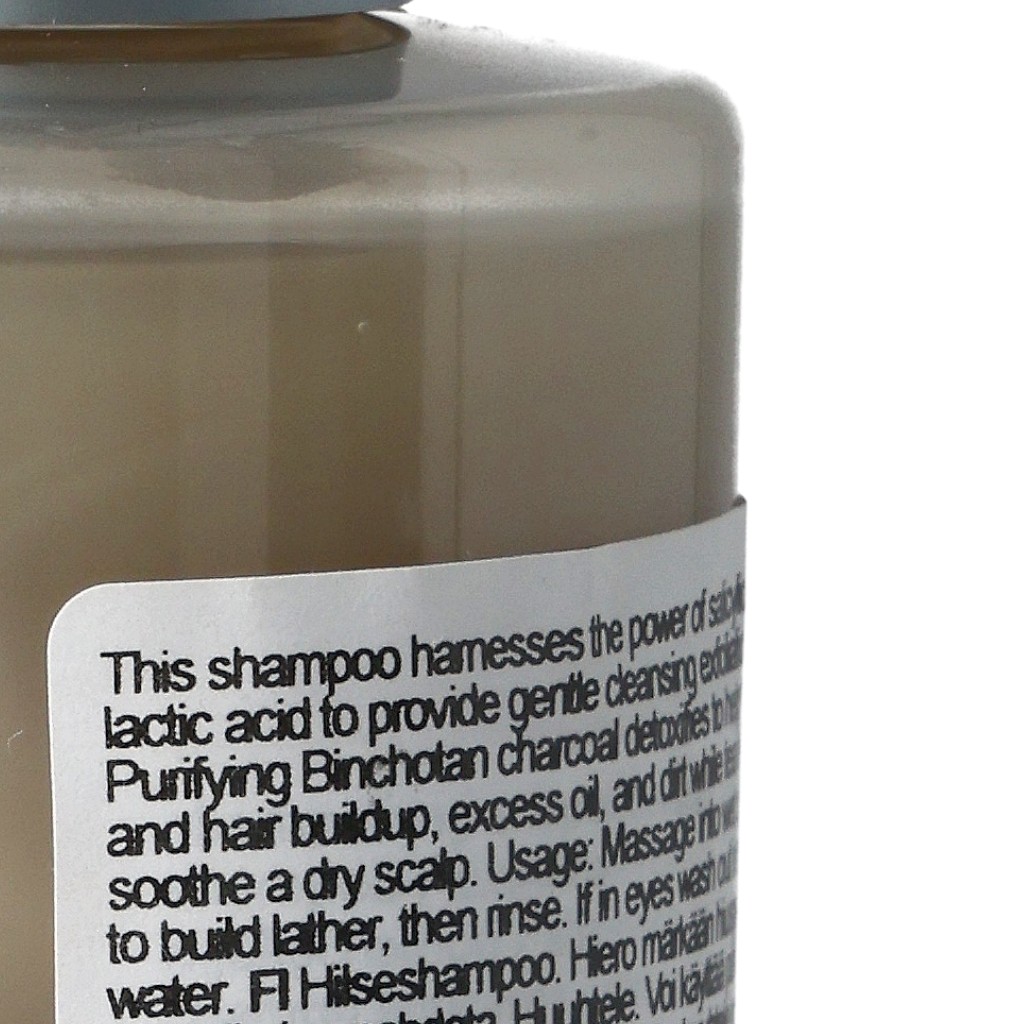 This shampoo harnesses the power of
lactic acid to provide gentle cleansing
Purifying Binchotan charcoal detoxifies to
and hair buildup, excess oil, and dirt while
soothe a dry scalp. Usage: Massage into
to build lather, then rinse. If in eyes wash out
water. FI Hilseshampoo. Hiero märkään
Huuhtele. Voi käyttää